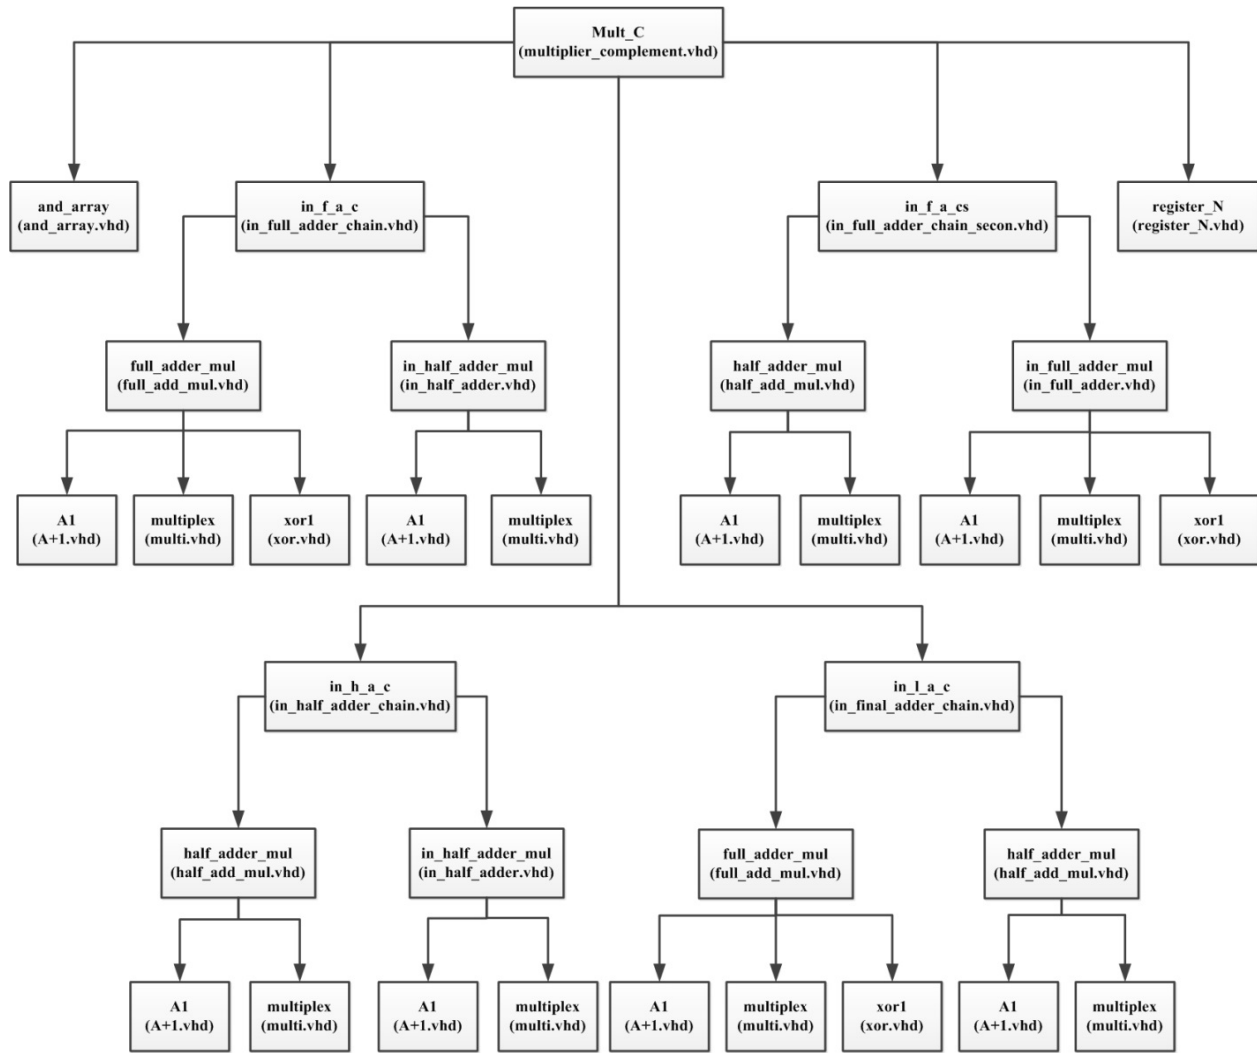 Mult_C
(multiplier_complement.vhd)
and_array
(and_array.vhd)
in_f_a_c
(in_full_adder_chain.vhd)
in_f_a_cs
(in_full_adder_chain_secon.vhd)
register_N
(register_N.vhd)
full_adder_mul
(full_add_mul.vhd)
in_half_adder_mul
(in_half_adder.vhd)
half_adder_mul
(half_add_mul.vhd)
in_full_adder_mul
(in_full_adder.vhd)
A1
(A+1.vhd)
multiplex
(multi.vhd)
xor1
(xor.vhd)
A1
(A+1.vhd)
multiplex
(multi.vhd)
A1
(A+1.vhd)
multiplex
(multi.vhd)
A1
(A+1.vhd)
multiplex
(multi.vhd)
xor1
(xor.vhd)
in_h_a_c
(in_half_adder_chain.vhd)
in_l_a_c
(in_final_adder_chain.vhd)
half_adder_mul
(half_add_mul.vhd)
in_half_adder_mul
(in_half_adder.vhd)
full_adder_mul
(full_add_mul.vhd)
half_adder_mul
(half_add_mul.vhd)
A1
(A+1.vhd)
multiplex
(multi.vhd)
A1
(A+1.vhd)
multiplex
(multi.vhd)
A1
(A+1.vhd)
multiplex
(multi.vhd)
xor1
(xor.vhd)
A1
(A+1.vhd)
multiplex
(multi.vhd)